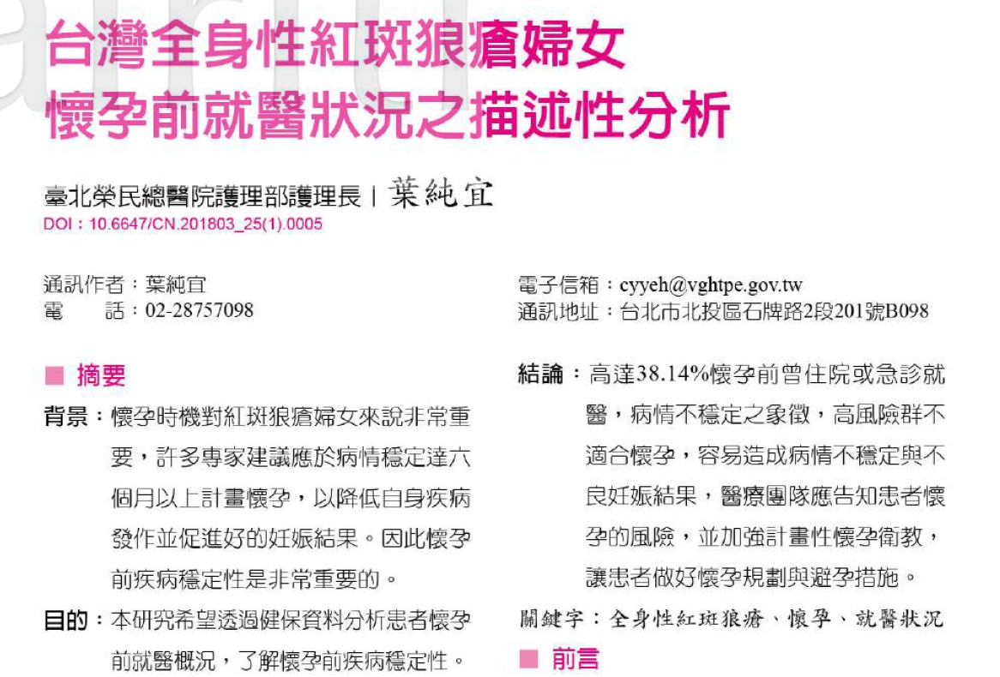 台灣全身性紅斑狼瘡婦女
懷孕前就醫狀況之描述性分析
臺北榮民總醫院護理部護理長 | 葉純宜
DOI：10.6647/CN.201803_25(1).0005
通訊作者：葉純宜
電　　話：02-28757098
電子信箱：cyyeh@vghtpe.gov.tw
通訊地址：台北市北投區石牌路2段201號B098
■ 摘要
背景：懷孕時機對紅斑狼瘡婦女來說非常重
要，許多專家建議應於病情穩定達六
個月以上計畫懷孕，以降低自身疾病
發作並促進好的妊娠結果。因此懷孕
前疾病穩定性是非常重要的。
目的：本研究希望透過健保資料分析患者懷孕
前就醫概況，了解懷孕前疾病穩定性。
結論：高達38.14%懷孕前曾住院或急診就
醫，病情不穩定之象徵，高風險群不
適合懷孕，容易造成病情不穩定與不
良妊娠結果，醫療團隊應告知患者懷
孕的風險，並加強計畫性懷孕衛教，
讓患者做好懷孕規劃與避孕措施。
關鍵字：全身性紅斑狼瘡、懷孕、就醫狀況
■ 前言